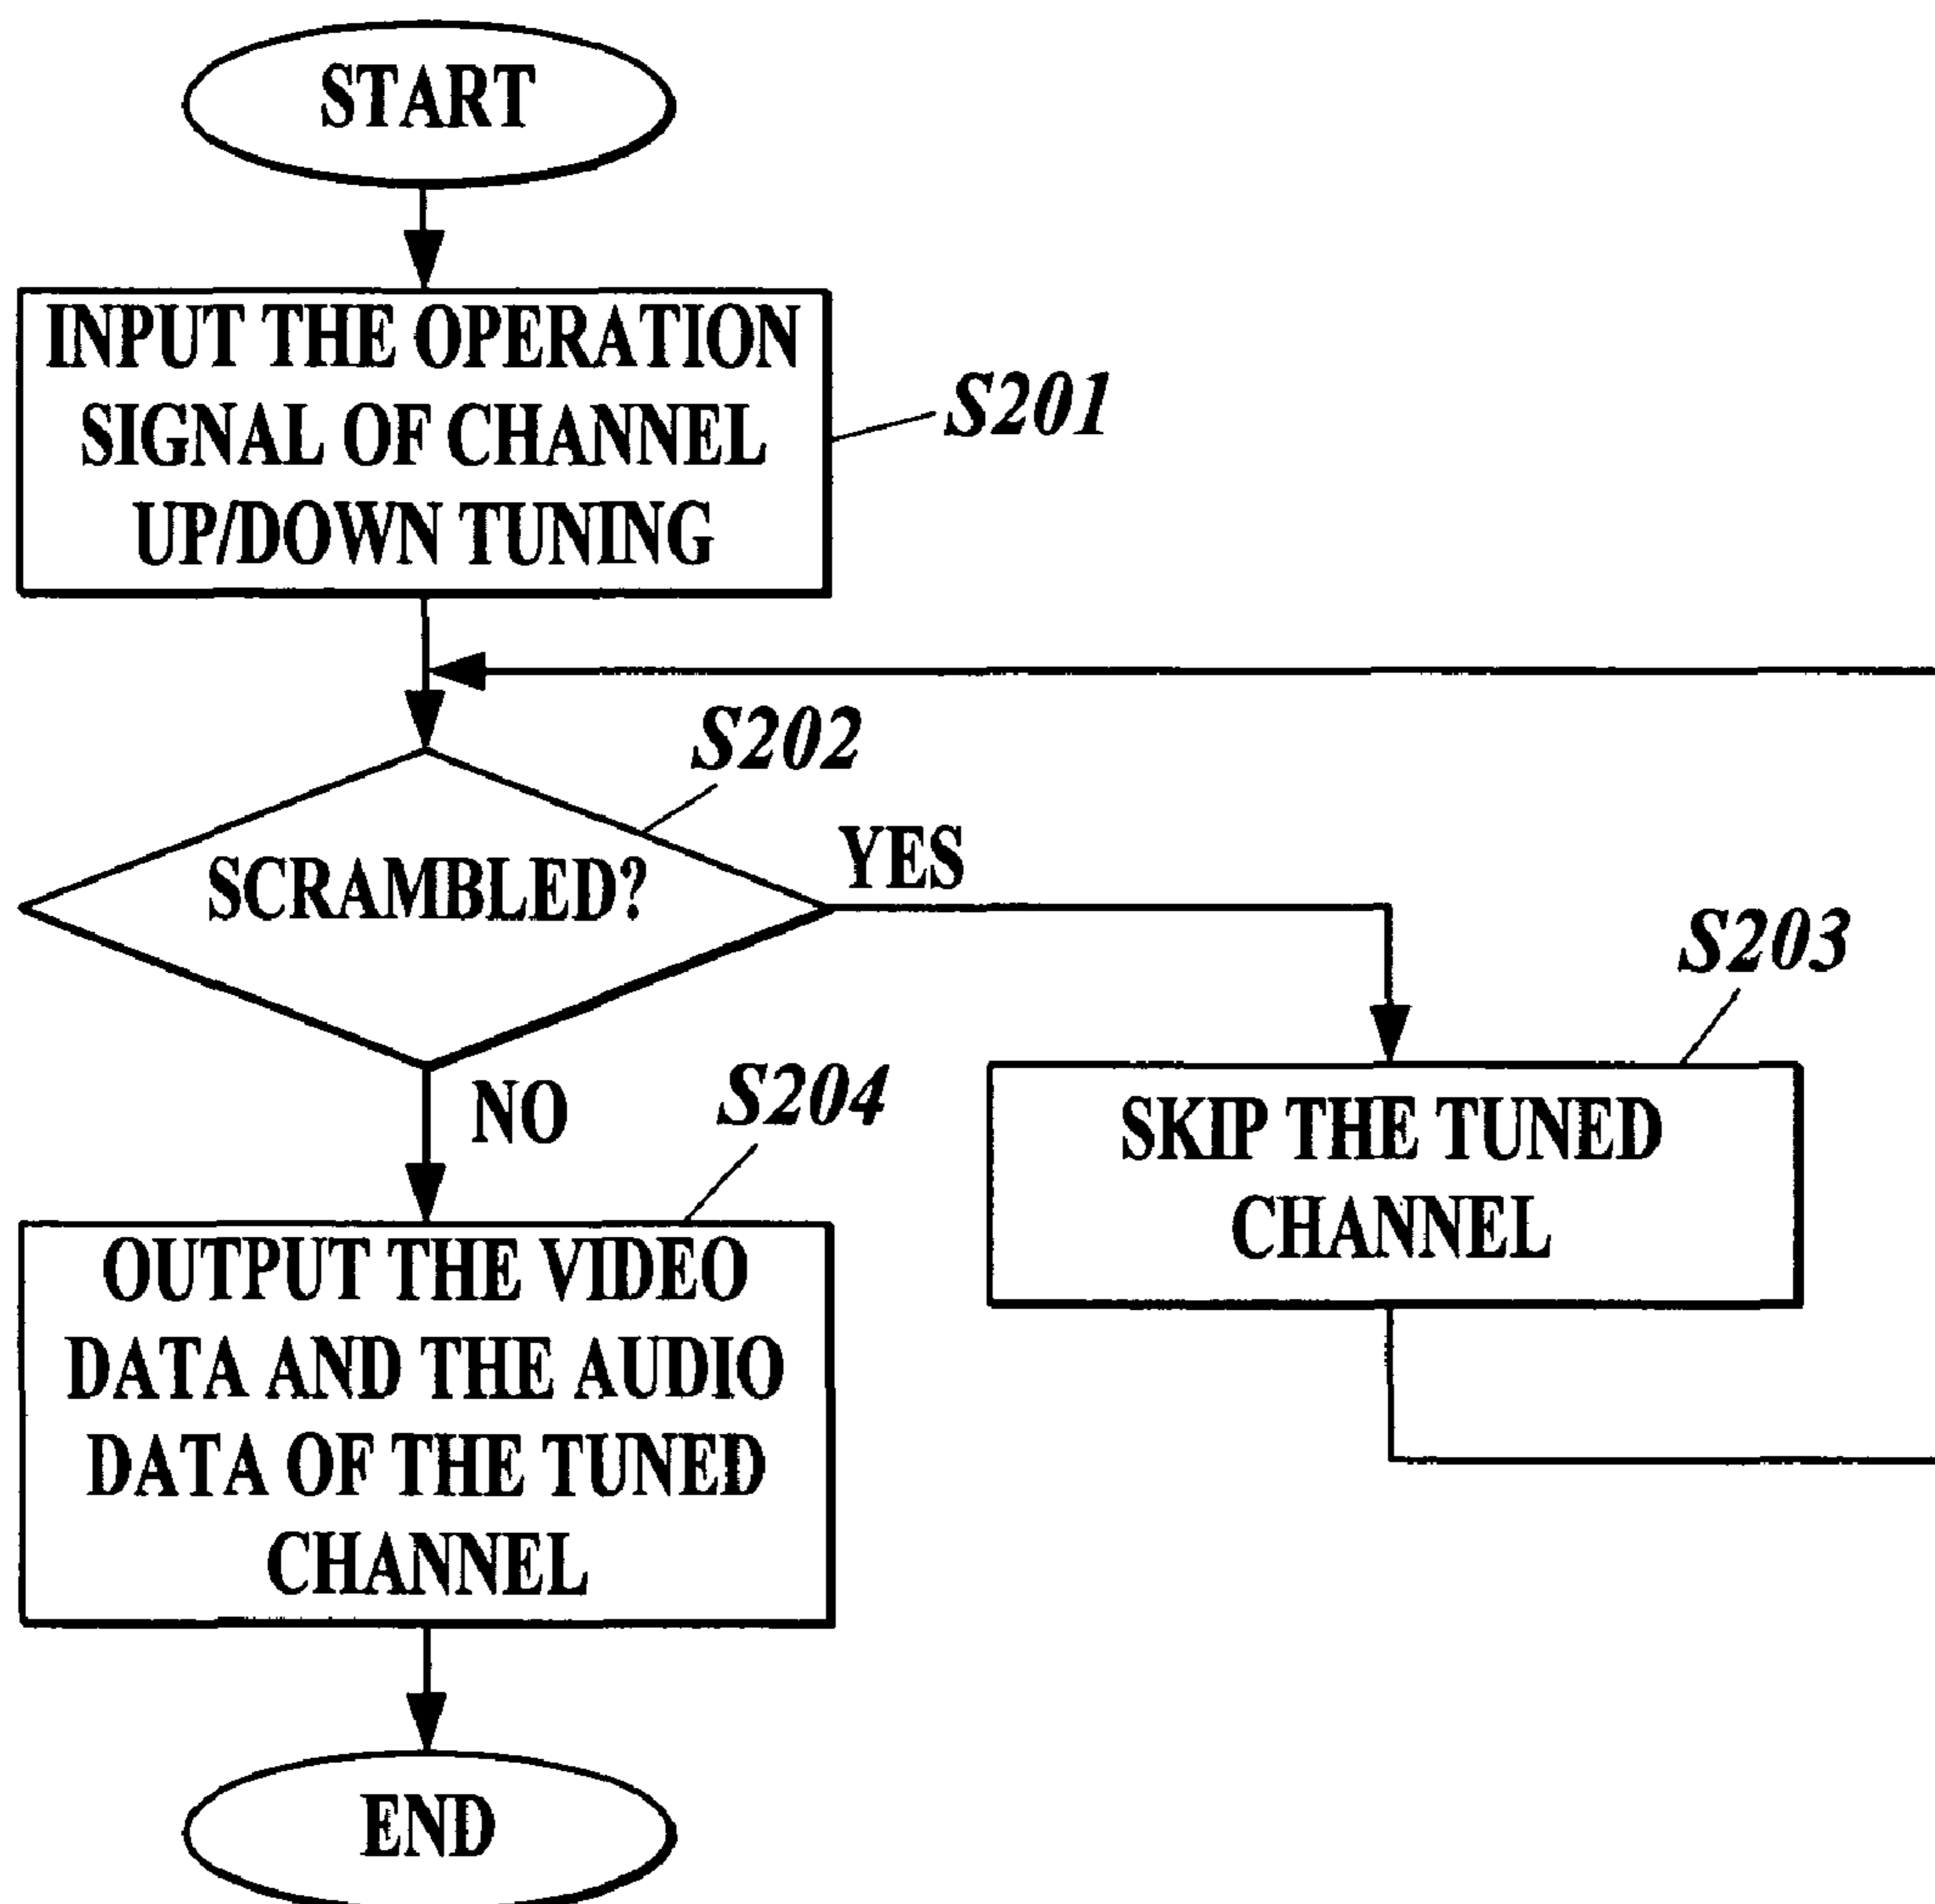 START
INPUT THE OPERATION
SIGNAL OF CHANNEL
UP/DOWN TUNING
S201
S202
SCRAMBLED?
YES
S203
SKIP THE TUNED
CHANNEL
NO
S204
OUTPUT THE VIDEO
DATA AND THE AUDIO
DATA OF THE TUNED
CHANNEL
END